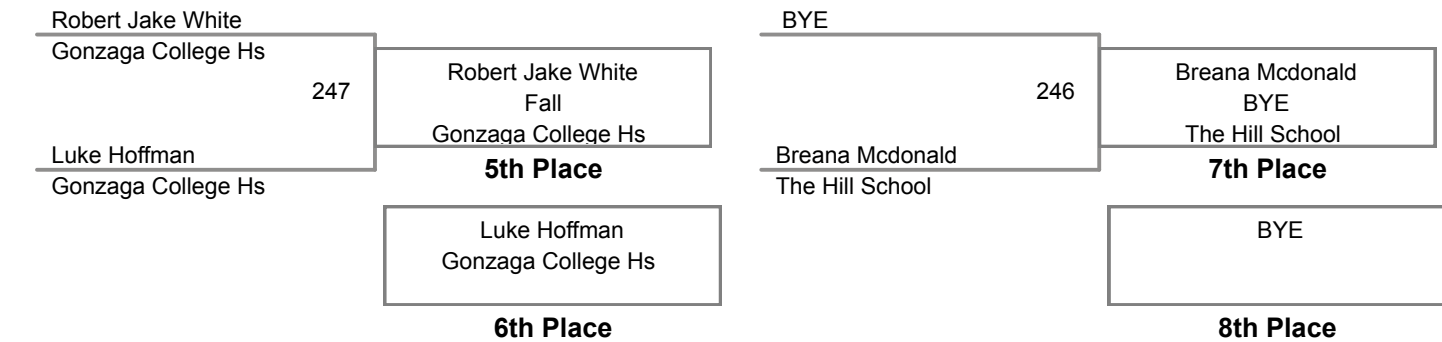 Robert Jake White
Gonzaga College Hs
247
Robert Jake White
Fall
Gonzaga College Hs
Luke Hoffman
5th Place
Gonzaga College Hs
Luke Hoffman
Gonzaga College Hs
6th Place
BYE
246
Breana Mcdonald
BYE
The Hill School
Breana Mcdonald
7th Place
The Hill School
BYE
8th Place